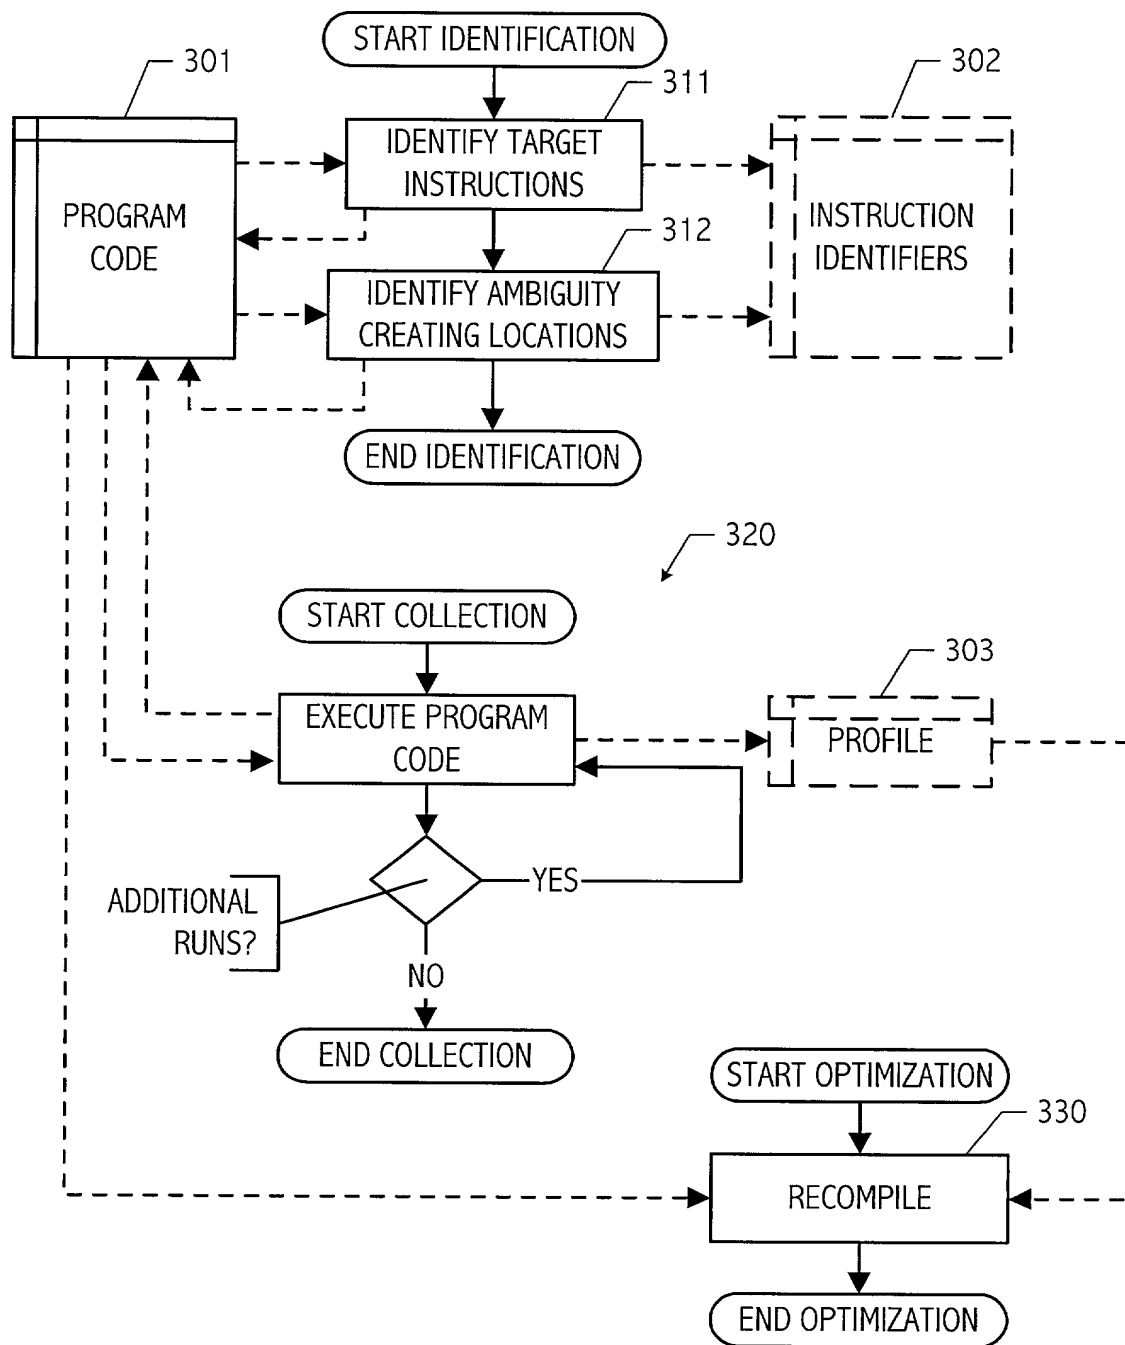 START IDENTIFICATION
301
311
302
IDENTIFY TARGET
INSTRUCTIONS
PROGRAM
CODE
INSTRUCTION
IDENTIFIERS
312
IDENTIFY AMBIGUITY
CREATING LOCATIONS
END IDENTIFICATION
320
START COLLECTION
303
EXECUTE PROGRAM
CODE
PROFILE
YES
ADDITIONAL
RUNS?
NO
END COLLECTION
START OPTIMIZATION
330
RECOMPILE
END OPTIMIZATION